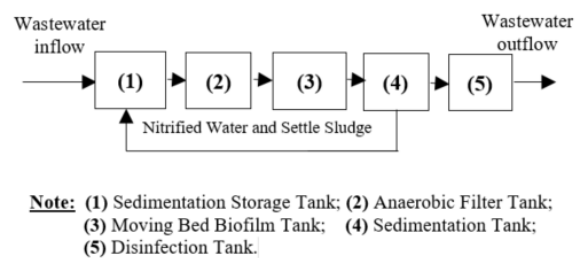 Wastewater
inflow
Wastewater
outflow
(1) (2) (3) (4) (5)
Nitrified Water and Settle Sludge
Note: (1) Sedimentation Storage Tank; (2) Anaerobic Filter Tank;
(3) Moving Bed Biofilm Tank; (4) Sedimentation Tank;
(5) Disinfection Tank.